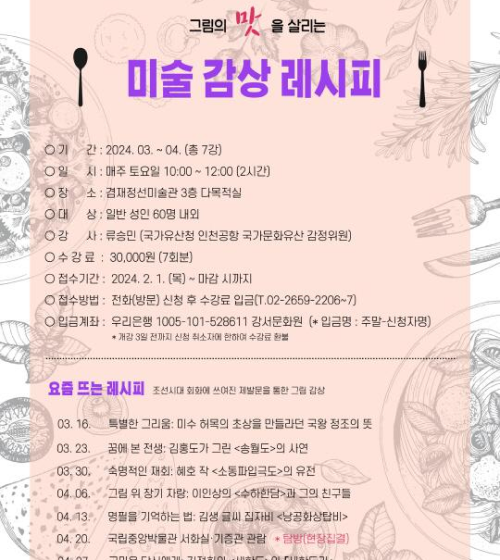 그림의 맛 을 살리는
미술 감상 레시피
○ 기 간 : 2024. 03. ~ 04. (총 7강)
○ 일 시 : 매주 토요일 10:00 ~ 12:00 (2시간)
○ 장 소 : 겸재정선미술관 3층 다목적실
○ 대 상 : 일반 성인 60명 내외
○ 강 사 : 류승민 (국가유산청 인천공항 국가문화유산 감정위원)
○ 수 강 료 : 30,000원 (7회분)
○ 접수기간 : 2024. 2. 1. (목) ~ 마감 시까지
○ 접수방법 : 전화(방문) 신청 후 수강료 입금(T.02-2659-2206~7)
○ 입금계좌 : 우리은행 1005-101-528611 강서문화원 (* 입금명 : 주말-신청자명)
* 개강 3일 전까지 신청 취소자에 한하여 수강료 환불
요즘 뜨는 레시피 조선시대 회화에 쓰여진 제발문을 통한 그림 감상
03. 16. 특별한 그리움: 미수 허목의 초상을 만들라던 국왕 정조의 뜻
03. 23. 꿈에 본 전생: 김홍도가 그린 <송월도>의 사연
03. 30. 숙명적인 재회: 혜호 작 <소동파입극도>의 유전
04. 06. 그림 위 장기 자랑: 이인상의 <수하한담>과 그의 친구들
04. 13. 명필을 기억하는 법: 김생 글씨 집자비 <낭공화상탑비>
04. 20. 국립중앙박물관 서화실·기증관 관람 * 탐방(현장집결)